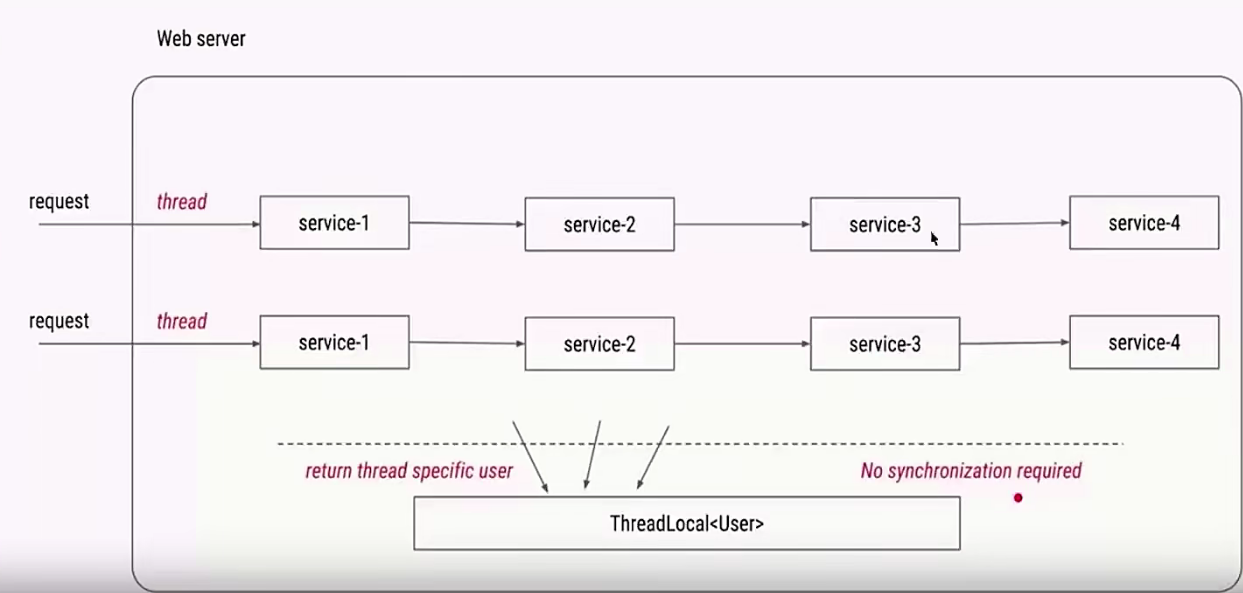 Web server
request
thread
service-1
service-2
service-3
service-4
request
thread
service-1
service-2
service-3
service-4
return thread specific user
No synchronization required
ThreadLocal<User>